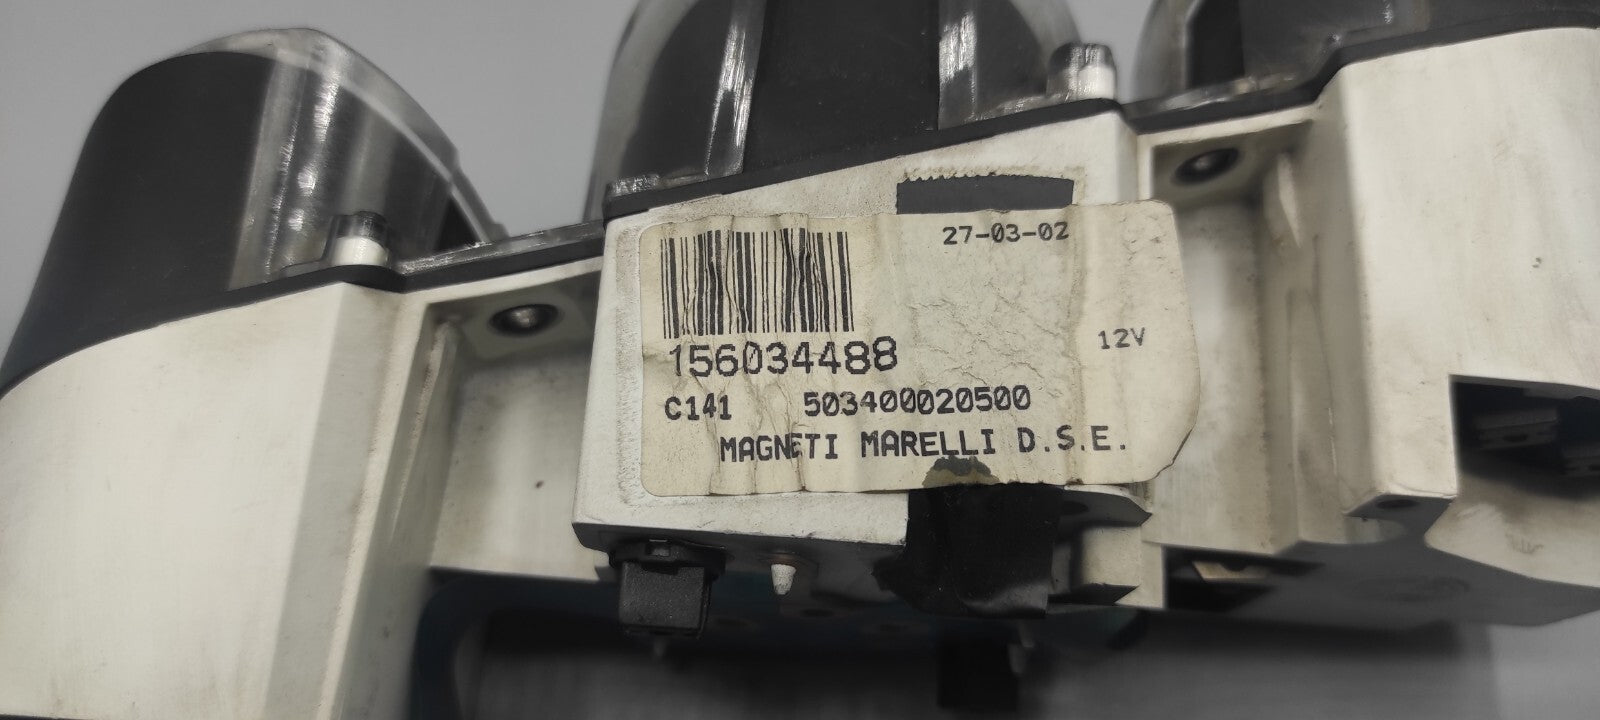 27-03-02
12V
156034488
C141 503400020500
MAGNETI MARELLI D.S.E.